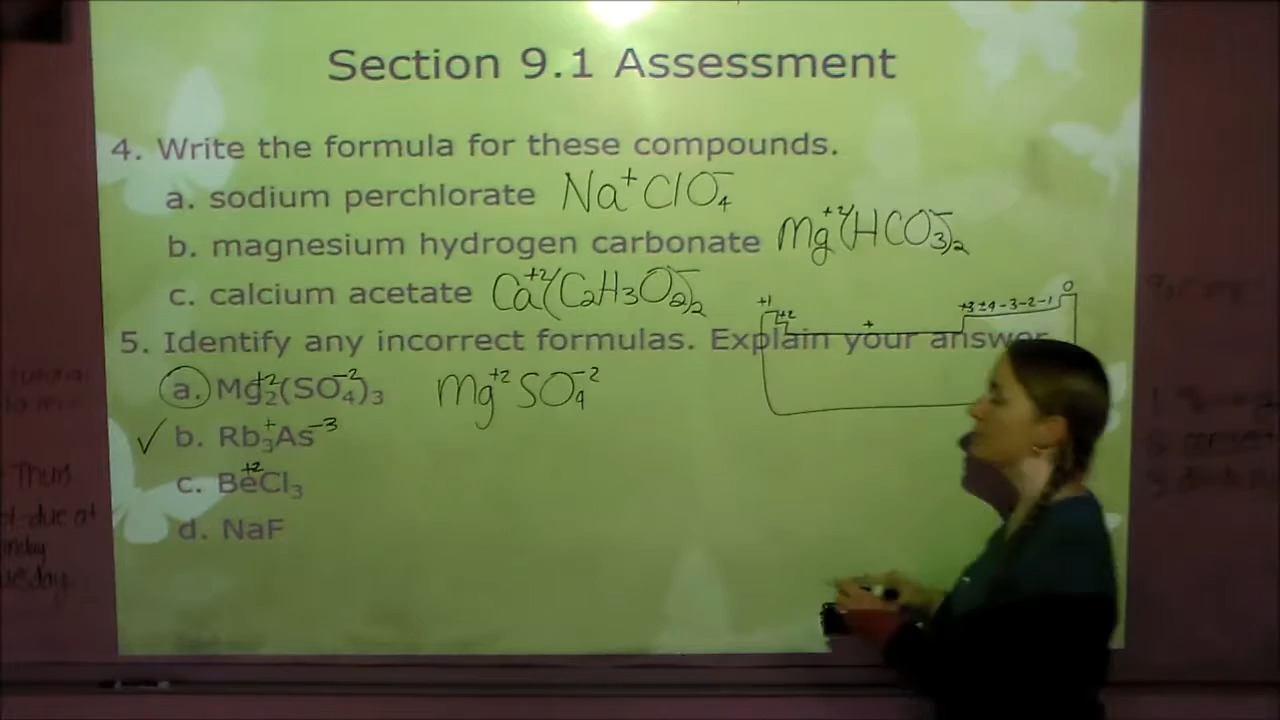 Section 9.1 Assessment
4. Write the formula for these compounds.
a. sodium perchlorate Na⁺ClO₄⁻
b. magnesium hydrogen carbonate Mg⁺²(HCO₃⁻)₂
c. calcium acetate Ca⁺²(C₂H₃O₂⁻)₂
+1 +2 + +3 ±4 -3 -2 -1 0
5. Identify any incorrect formulas. Explain your answer
a. Mg₂⁺²(SO₄⁻²)₃ Mg⁺²SO₄⁻²
✓ b. Rb₃⁺As⁻³
c. Be⁺²Cl₃
d. NaF
Them
due at